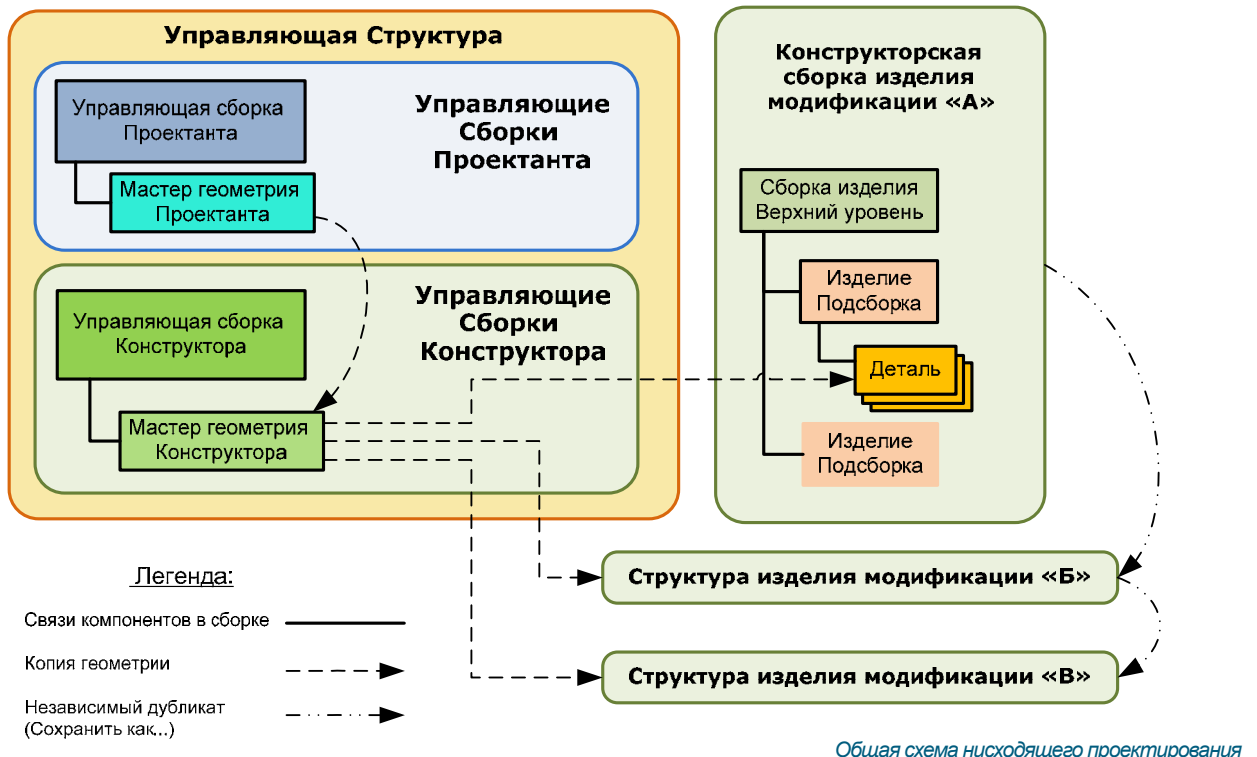 Управляющая Структура
Управляющая сборка
Проектанта
Управляющие
Сборки
Проектанта
Мастер геометрия
Проектанта
Управляющая сборка
Конструктора
Управляющие
Сборки
Конструктора
Мастер геометрия
Конструктора
Конструкторская
сборка изделия
модификации «А»
Сборка изделия
Верхний уровень
Изделие
Подсборка
Деталь
Изделие
Подсборка
Структура изделия модификации «Б»
Структура изделия модификации «В»
Легенда:
Связи компонентов в сборке
Копия геометрии
Независимый дубликат
(Сохранить как...)
Общая схема нисходящего проектирования